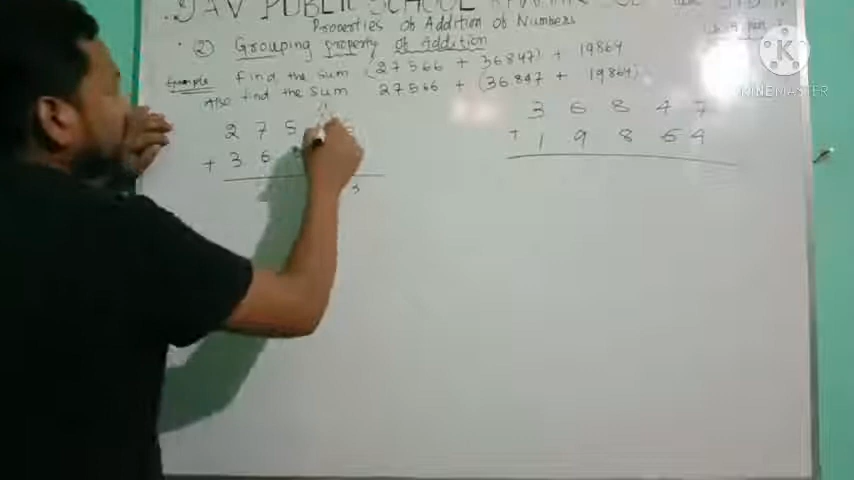 DAV PUBLIC SCHOOL
Properties of Addition of Numbers
② Grouping property of Addition
Example Find the sum (27566 + 36847) + 19864
Also find the sum 27566 + (36847 + 19864)
2 7 5
+ 3 6
3
3 6 8 4 7
+ 1 9 8 6 4
KINEMASTER